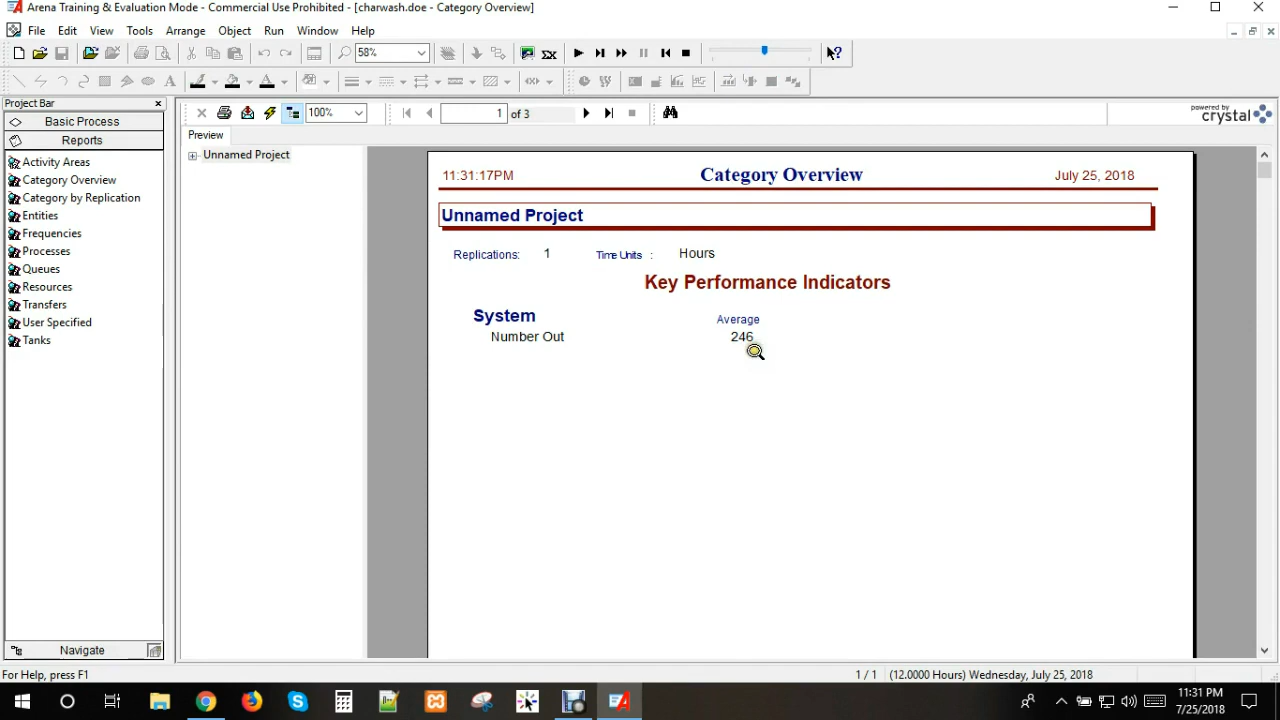 Arena Training & Evaluation Mode - Commercial Use Prohibited - [charwash.doe - Category Overview]
File Edit View Tools Arrange Object Run Window Help
58%
Project Bar
Basic Process
Reports
Activity Areas
Category Overview
Category by Replication
Entities
Frequencies
Processes
Queues
Resources
Transfers
User Specified
Tanks
Navigate
100% 1 of 3
powered by
crystal
Preview
Unnamed Project
11:31:17PM Category Overview July 25, 2018
Unnamed Project
Replications: 1 Time Units : Hours
Key Performance Indicators
System Average
Number Out 246
For Help, press F1 1 / 1 (12.0000 Hours) Wednesday, July 25, 2018
11:31 PM
7/25/2018